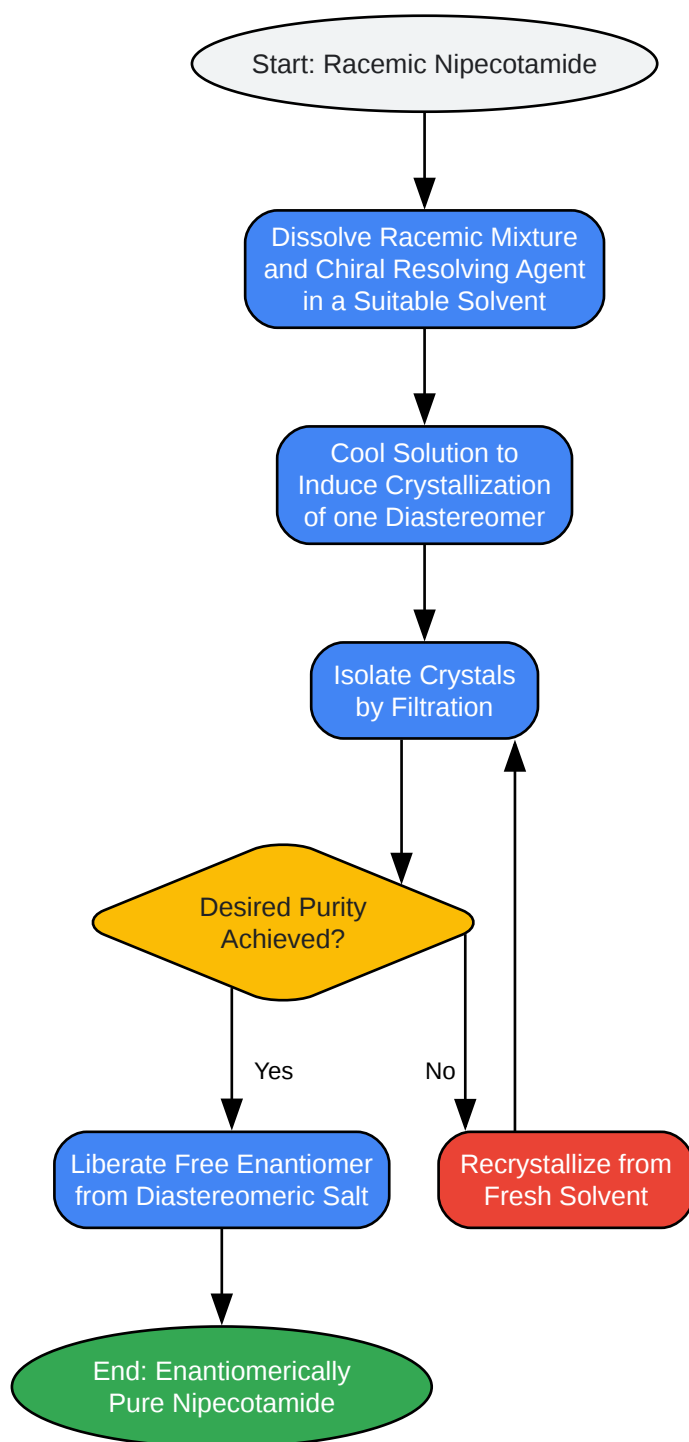 Start: Racemic Nipecotamide
Dissolve Racemic Mixture
and Chiral Resolving Agent
in a Suitable Solvent
Cool Solution to
Induce Crystallization
of one Diastereomer
Isolate Crystals
by Filtration
Desired Purity
Achieved?
Yes
No
Liberate Free Enantiomer
from Diastereomeric Salt
Recrystallize from
Fresh Solvent
End: Enantiomerically
Pure Nipecotamide